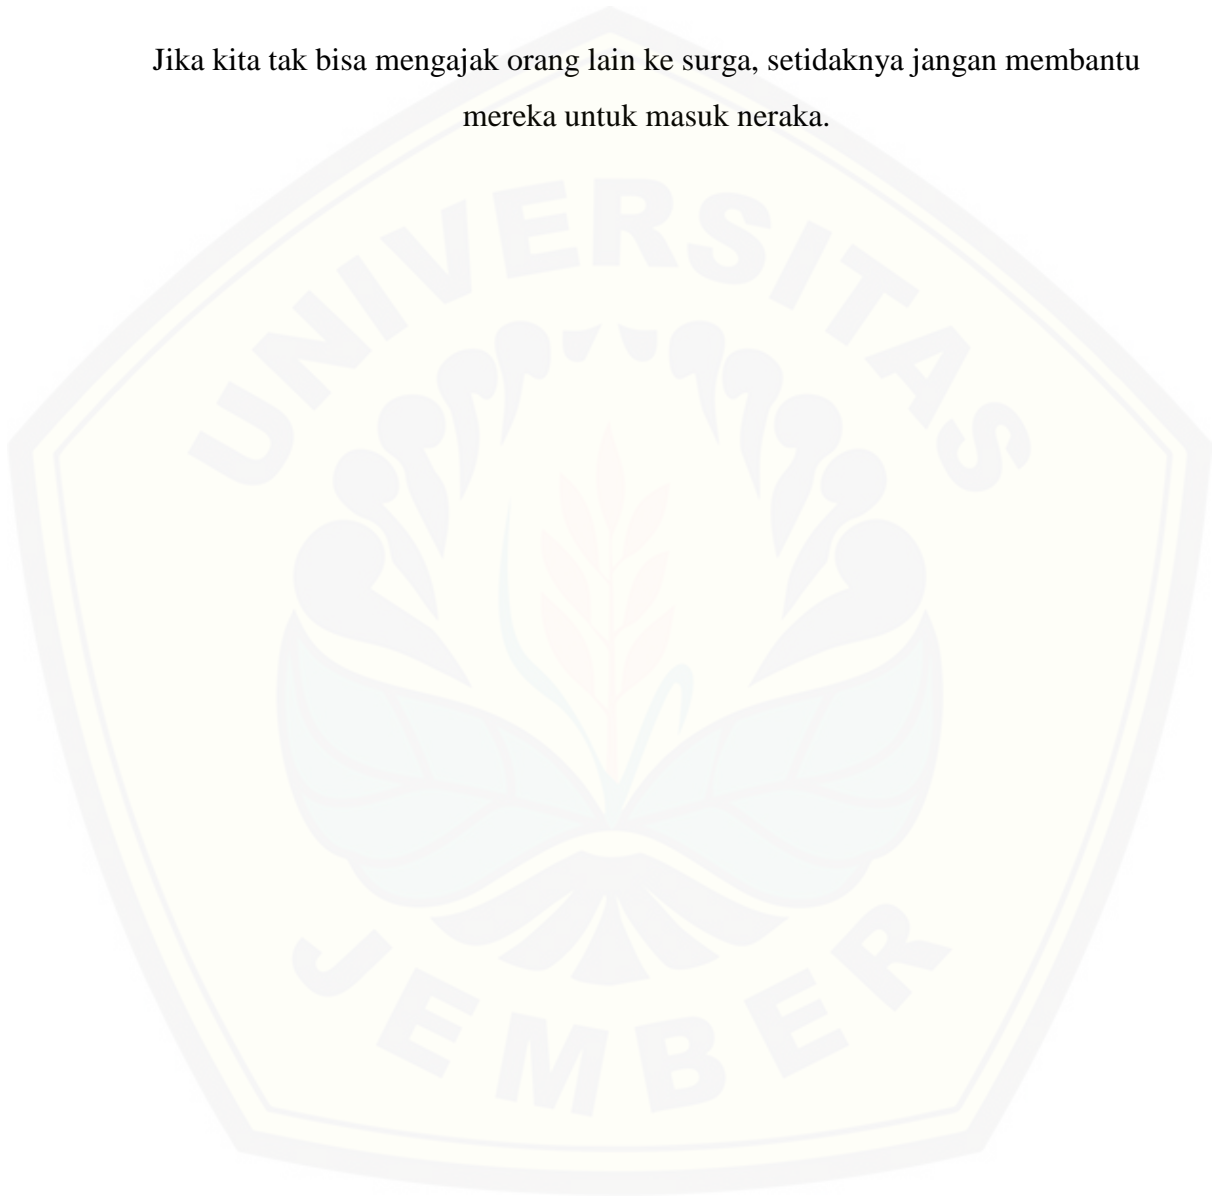 Jika kita tak bisa mengajak orang lain ke surga, setidaknya jangan membantu
mereka untuk masuk neraka.
UNIVERSITAS
JEMBER